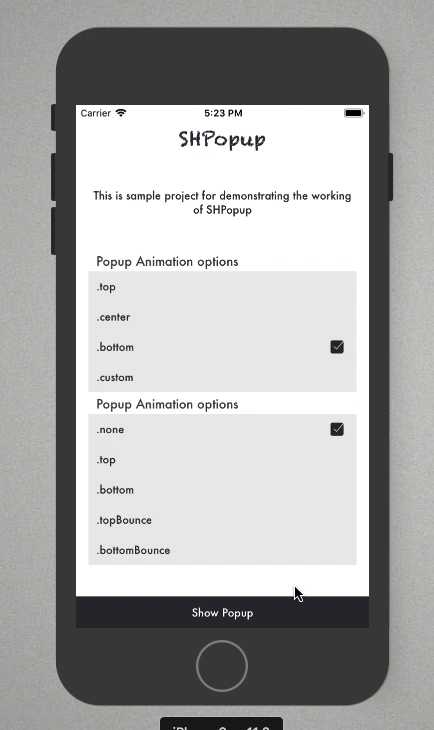 Carrier 5:23 PM
SHPopup
This is sample project for demonstrating the working
of SHPopup
Popup Animation options
.top
.center
.bottom
.custom
Popup Animation options
.none
.top
.bottom
.topBounce
.bottomBounce
Show Popup